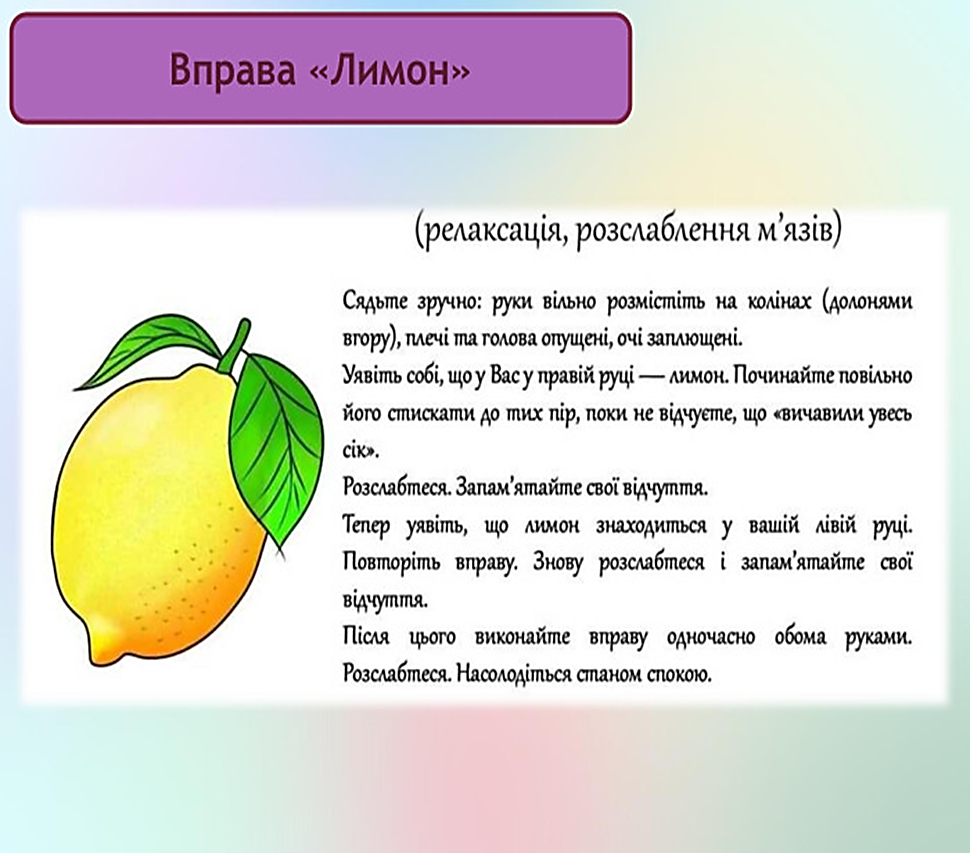 Вправа «Лимон»
(релаксація, розслаблення м’язів)
Сядьте зручно: руки вільно розмістіть на колінах (долонями
вгору), плечі та голова опущені, очі заплющені.
Уявіть собі, що у Вас у правій руці — лимон. Починайте повільно
його стискати до тих пір, поки не відчуєте, що «вичавили увесь
сік».
Розслабтеся. Запам’ятайте свої відчуття.
Тепер уявіть, що лимон знаходиться у вашій лівій руці.
Повторіть вправу. Знову розслабтеся і запам’ятайте свої
відчуття.
Після цього виконайте вправу одночасно обома руками.
Розслабтеся. Насолодіться станом спокою.